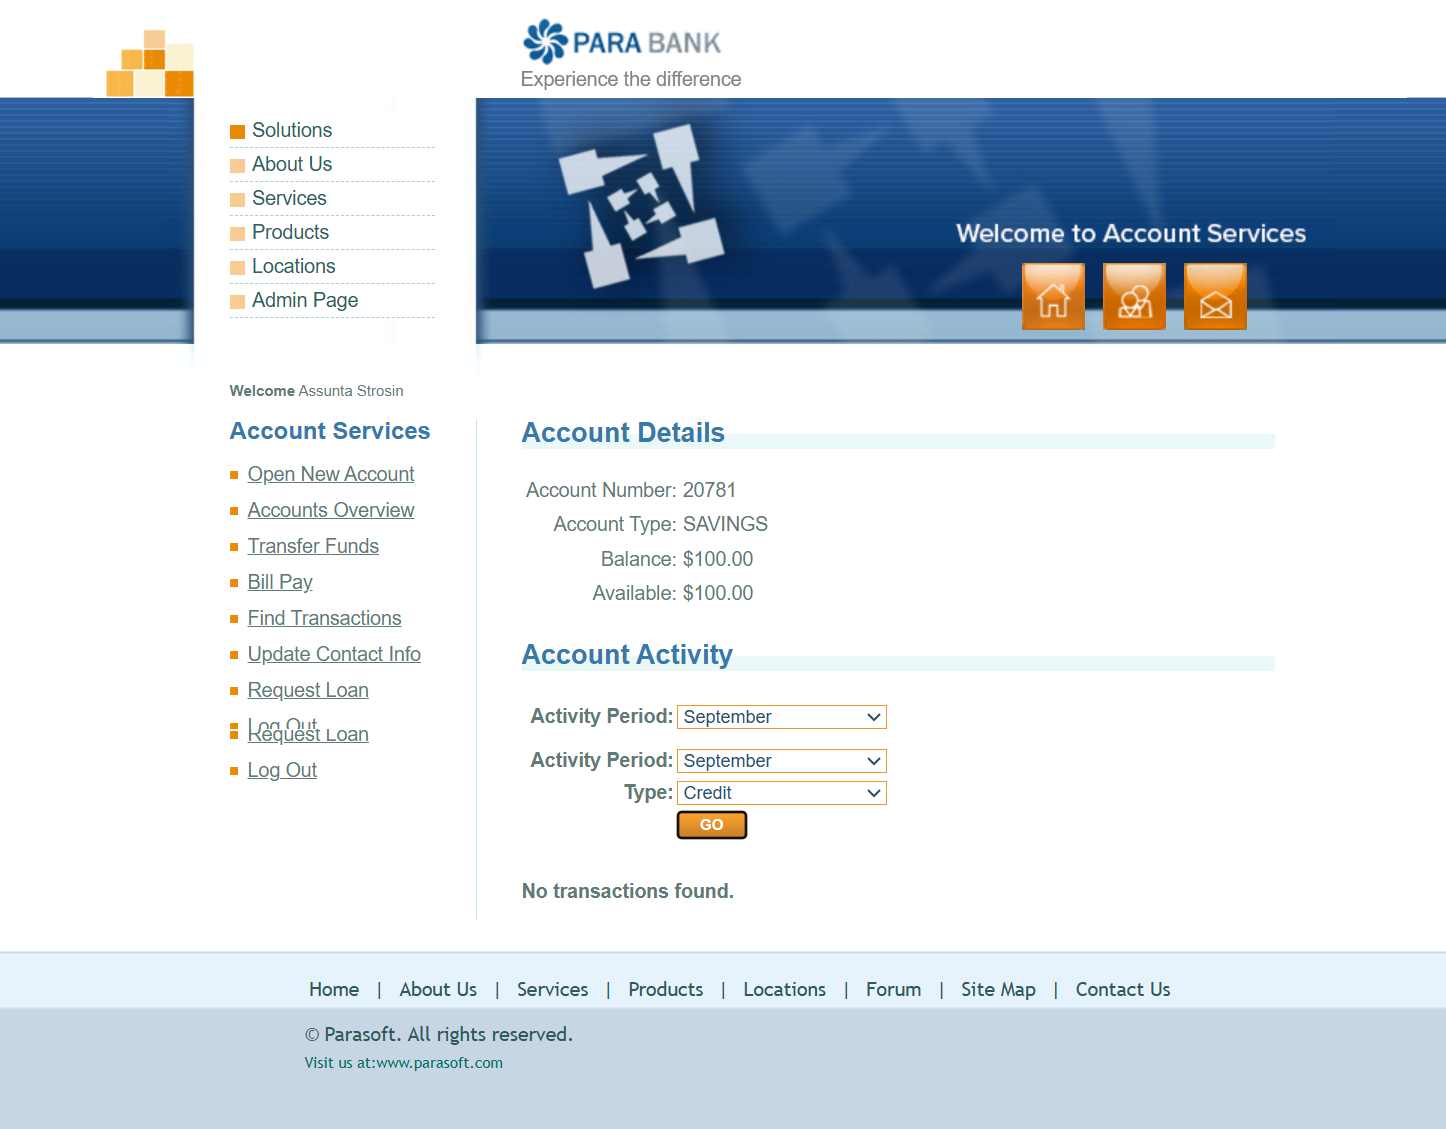 PARA BANK
Experience the difference
Solutions
About Us
Services
Products
Locations
Admin Page
Welcome to Account Services
Welcome Assunta Strosin
Account Services
Open New Account
Accounts Overview
Transfer Funds
Bill Pay
Find Transactions
Update Contact Info
Request Loan
Log Out
Request Loan
Log Out
Account Details
Account Number: 20781
Account Type: SAVINGS
Balance: $100.00
Available: $100.00
Account Activity
Activity Period: September
Activity Period: September
Type: Credit
GO
No transactions found.
Home | About Us | Services | Products | Locations | Forum | Site Map | Contact Us
© Parasoft. All rights reserved.
Visit us at:www.parasoft.com